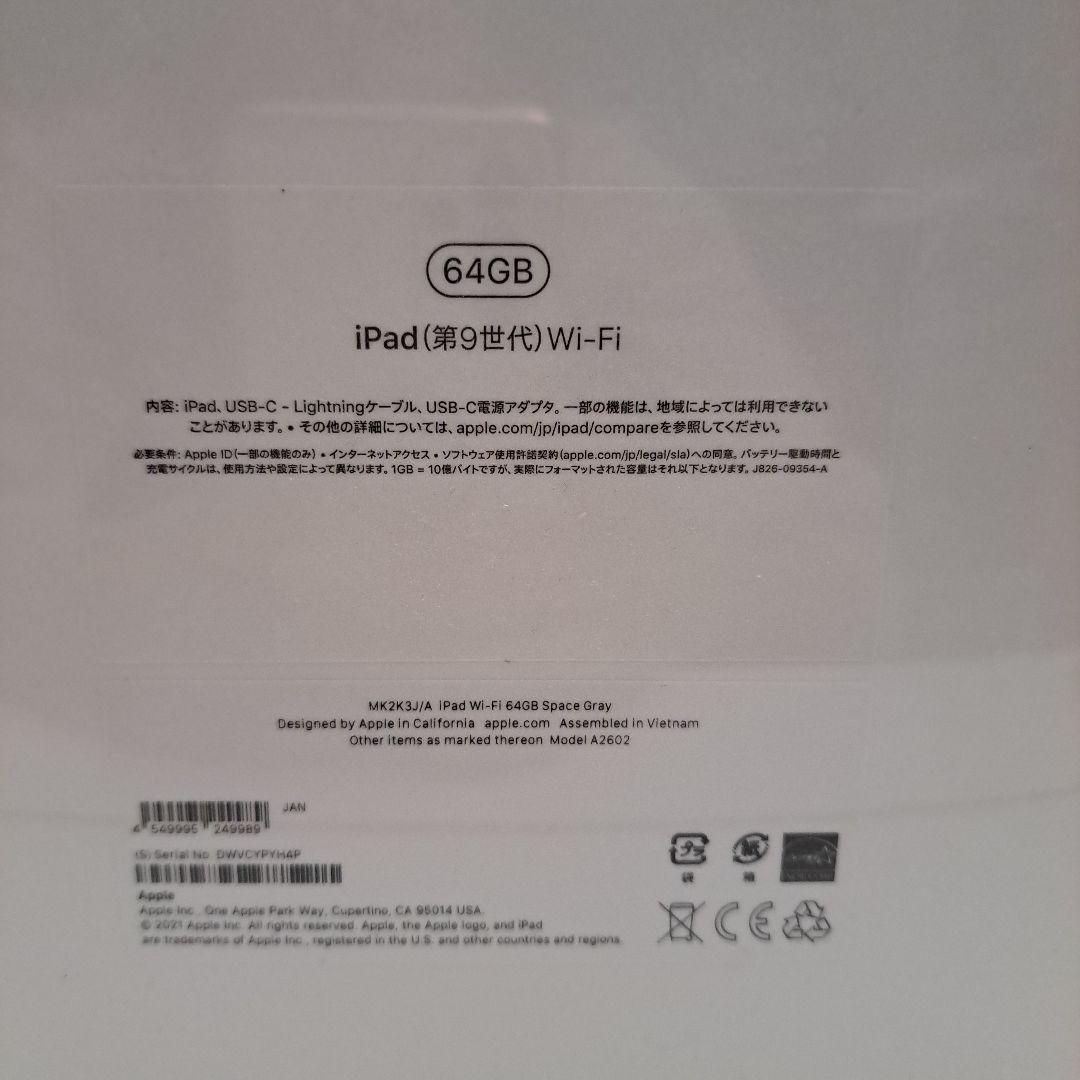 64GB
iPad（第9世代）Wi-Fi
内容: iPad、USB-C - Lightningケーブル、USB-C電源アダプタ。一部の機能は、地域によっては利用できない
ことがあります。• その他の詳細については、apple.com/jp/ipad/compareを参照してください。
必要条件: Apple ID（一部の機能のみ）• インターネットアクセス • ソフトウェア使用許諾契約（apple.com/jp/legal/sla）への同意。バッテリー駆動時間と
充電サイクルは、使用方法や設定によって異なります。1GB = 10億バイトですが、実際にフォーマットされた容量はそれ以下となります。J826-09354-A
MK2K3J/A iPad Wi-Fi 64GB Space Gray
Designed by Apple in California apple.com Assembled in Vietnam
Other items as marked thereon Model A2602
JAN
4 549995 249989
(S) Serial No. DWVCYPYH4P
プラ
紙
袋
箱
Apple
Apple Inc., One Apple Park Way, Cupertino, CA 95014 USA.
© 2021 Apple Inc. All rights reserved. Apple, the Apple logo, and iPad
are trademarks of Apple Inc., registered in the U.S. and other countries and regions.
CE